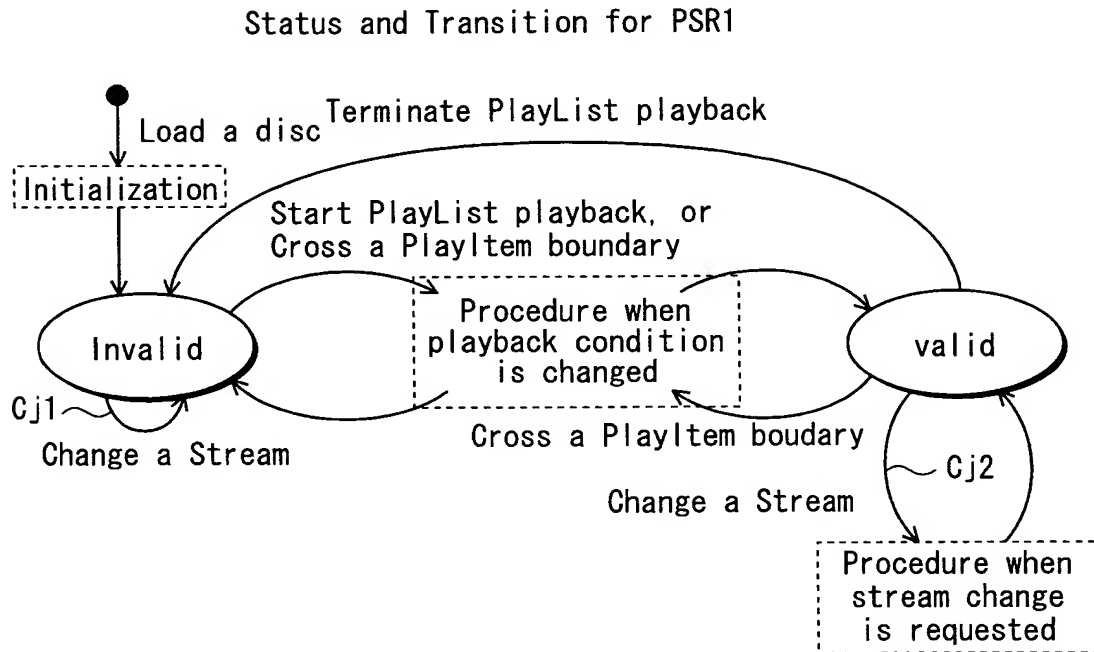 Status and Transition for PSR1
Load a disc
Terminate PlayList playback
Initialization
Start PlayList playback, or
Cross a PlayItem boundary
Procedure when
playback condition
is changed
Invalid
valid
Cj1
Change a Stream
Cross a PlayItem boudary
Cj2
Change a Stream
Procedure when
stream change
is requested